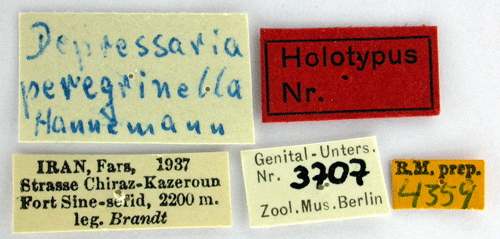 Depressaria
peregrinella
Hannemann
Holotypus
Nr.
IRAN, Fars, 1937
Strasse Chiraz-Kazeroun
Fort Sine-sefid, 2200 m.
leg. Brandt
Genital-Unters.
Nr. 3707
Zool.Mus.Berlin
R.M. prep.
4359